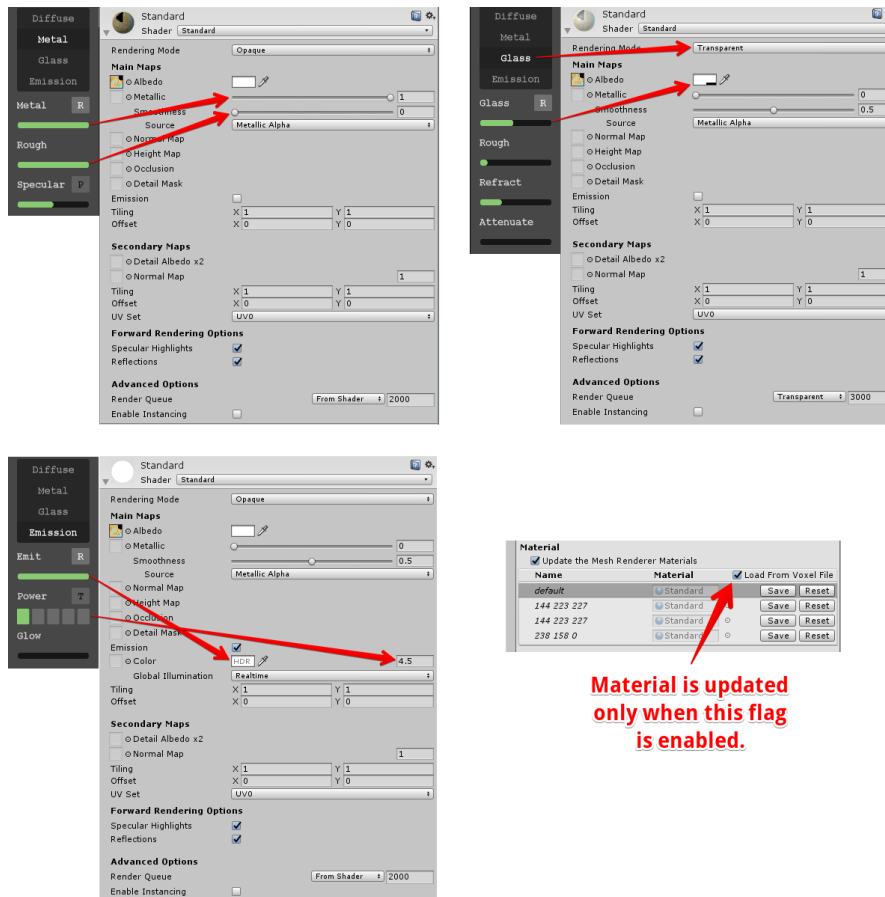 Diffuse
Metal
Glass
Emission
Metal R
Rough
Specular P
Standard
Shader Standard
Rendering Mode Opaque
Main Maps
Albedo
Metallic 1
Smoothness 0
Source Metallic Alpha
Normal Map
Height Map
Occlusion
Detail Mask
Emission
Tiling X 1 Y 1
Offset X 0 Y 0
Secondary Maps
Detail Albedo x2
Normal Map 1
Tiling X 1 Y 1
Offset X 0 Y 0
UV Set UV0
Forward Rendering Options
Specular Highlights
Reflections
Advanced Options
Render Queue From Shader 2000
Enable Instancing
Diffuse
Metal
Glass
Emission
Glass R
Rough
Refract
Attenuate
Standard
Shader Standard
Rendering Mode Transparent
Main Maps
Albedo
Metallic 0
Smoothness 0.5
Source Metallic Alpha
Normal Map
Height Map
Occlusion
Detail Mask
Emission
Tiling X 1 Y 1
Offset X 0 Y 0
Secondary Maps
Detail Albedo x2
Normal Map 1
Tiling X 1 Y 1
Offset X 0 Y 0
UV Set UV0
Forward Rendering Options
Specular Highlights
Reflections
Advanced Options
Render Queue Transparent 3000
Enable Instancing
Diffuse
Metal
Glass
Emission
Emit R
Power T
Glow
Standard
Shader Standard
Rendering Mode Opaque
Main Maps
Albedo
Metallic 0
Smoothness 0.5
Source Metallic Alpha
Normal Map
Height Map
Occlusion
Detail Mask
Emission
Color HDR 4.5
Global Illumination Realtime
Tiling X 1 Y 1
Offset X 0 Y 0
Secondary Maps
Detail Albedo x2
Normal Map 1
Tiling X 1 Y 1
Offset X 0 Y 0
UV Set UV0
Forward Rendering Options
Specular Highlights
Reflections
Advanced Options
Render Queue From Shader 2000
Enable Instancing
Material
Update the Mesh Renderer Materials
Name Material Load From Voxel File
default Standard Save Reset
144 223 227 Standard Save Reset
144 223 227 Standard Save Reset
238 158 0 Standard Save Reset
Material is updated
only when this flag
is enabled.